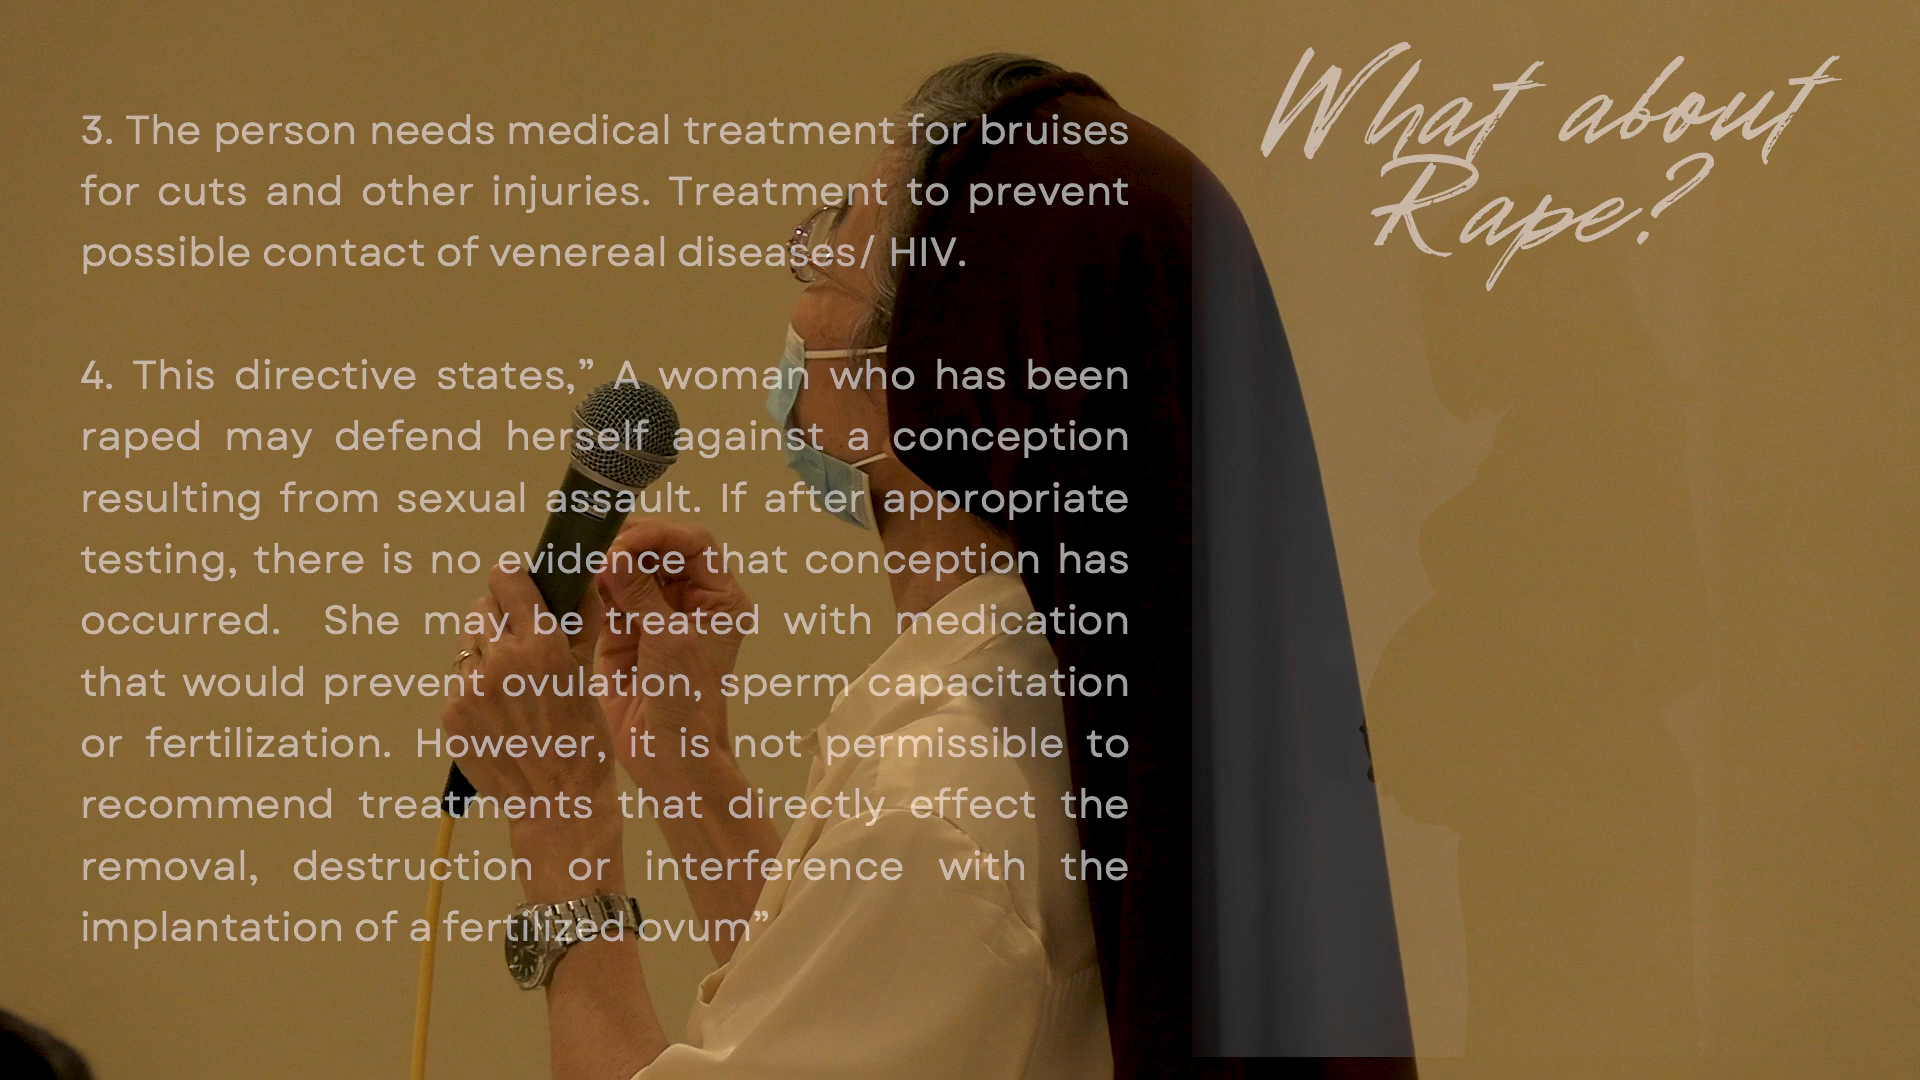 What about
Rape?
3. The person needs medical treatment for bruises
for cuts and other injuries. Treatment to prevent
possible contact of venereal diseases/ HIV.
4. This directive states,” A woman who has been
raped may defend herself against a conception
resulting from sexual assault. If after appropriate
testing, there is no evidence that conception has
occurred. She may be treated with medication
that would prevent ovulation, sperm capacitation
or fertilization. However, it is not permissible to
recommend treatments that directly effect the
removal, destruction or interference with the
implantation of a fertilized ovum”